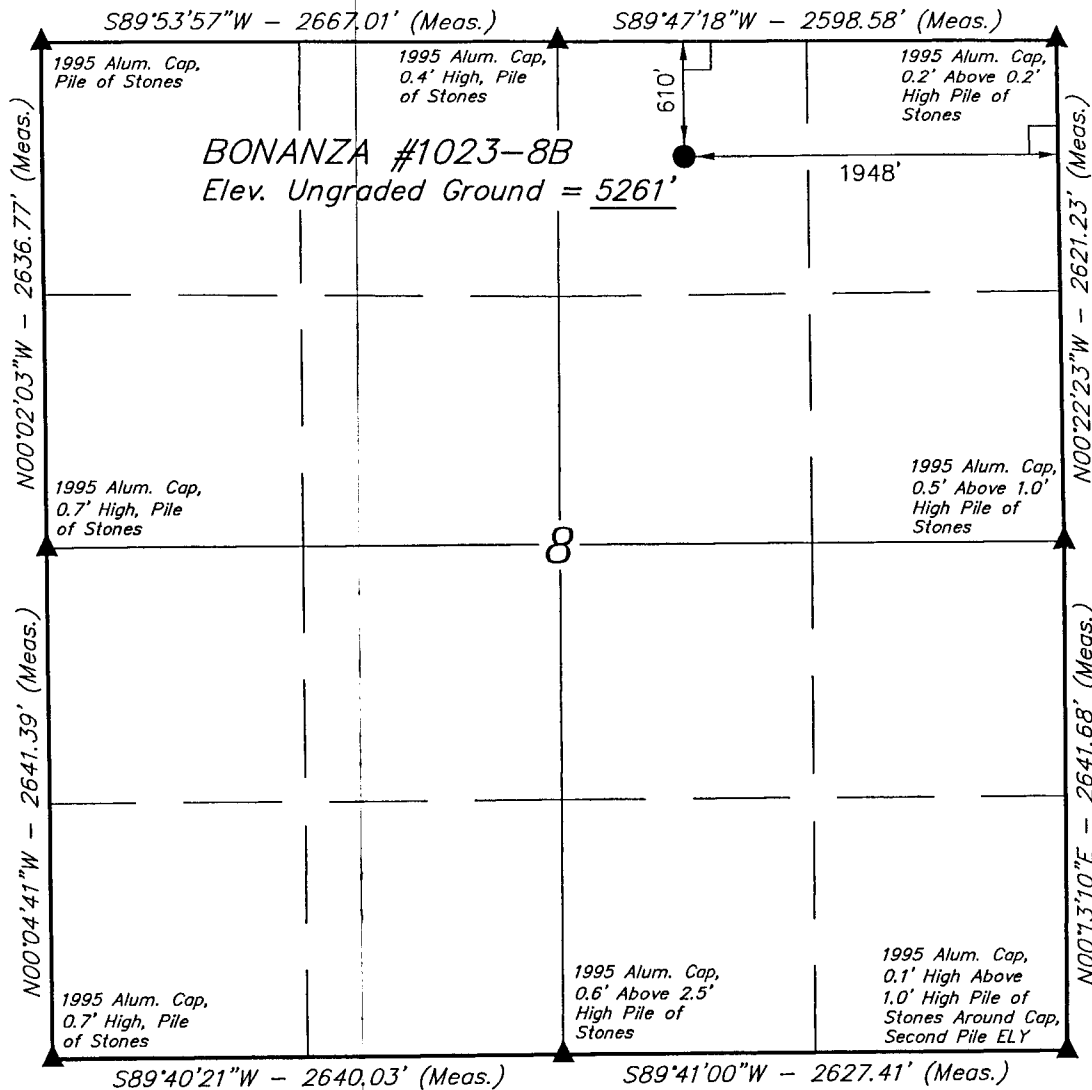 S89°53'57"W - 2667.01' (Meas.)
S89°47'18"W - 2598.58' (Meas.)
1995 Alum. Cap,
Pile of Stones
1995 Alum. Cap,
0.4' High, Pile
of Stones
1995 Alum. Cap,
0.2' Above 0.2'
High Pile of
Stones
610'
BONANZA #1023-8B
Elev. Ungraded Ground = 5261'
1948'
N00°02'03"W - 2636.77' (Meas.)
N00°22'23"W - 2621.23' (Meas.)
1995 Alum. Cap,
0.7' High, Pile
of Stones
1995 Alum. Cap,
0.5' Above 1.0'
High Pile of
Stones
8
N00°04'41"W - 2641.39' (Meas.)
N00°13'10"E - 2641.68' (Meas.)
1995 Alum. Cap,
0.7' High, Pile
of Stones
1995 Alum. Cap,
0.6' Above 2.5'
High Pile of
Stones
1995 Alum. Cap,
0.1' High Above
1.0' High Pile of
Stones Around Cap,
Second Pile ELY
S89°40'21"W - 2640.03' (Meas.)
S89°41'00"W - 2627.41' (Meas.)